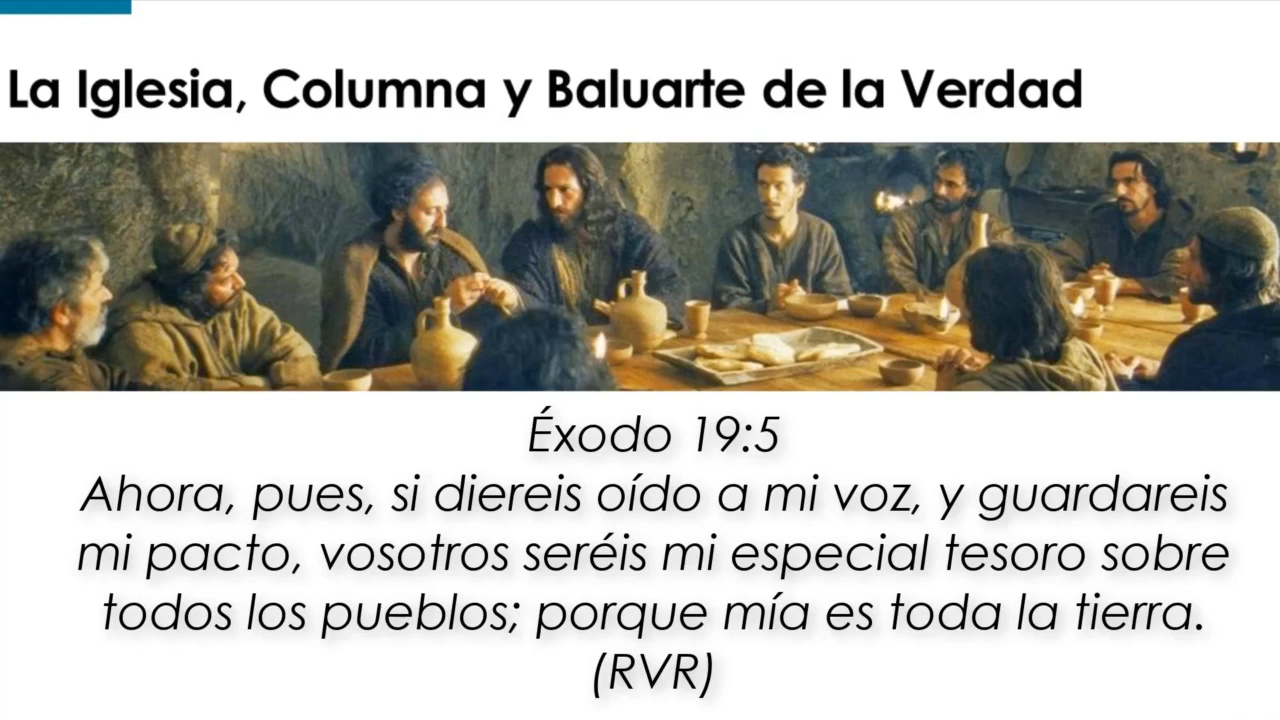 La Iglesia, Columna y Baluarte de la Verdad
Éxodo 19:5
Ahora, pues, si diereis oído a mi voz, y guardareis
mi pacto, vosotros seréis mi especial tesoro sobre
todos los pueblos; porque mía es toda la tierra.
(RVR)